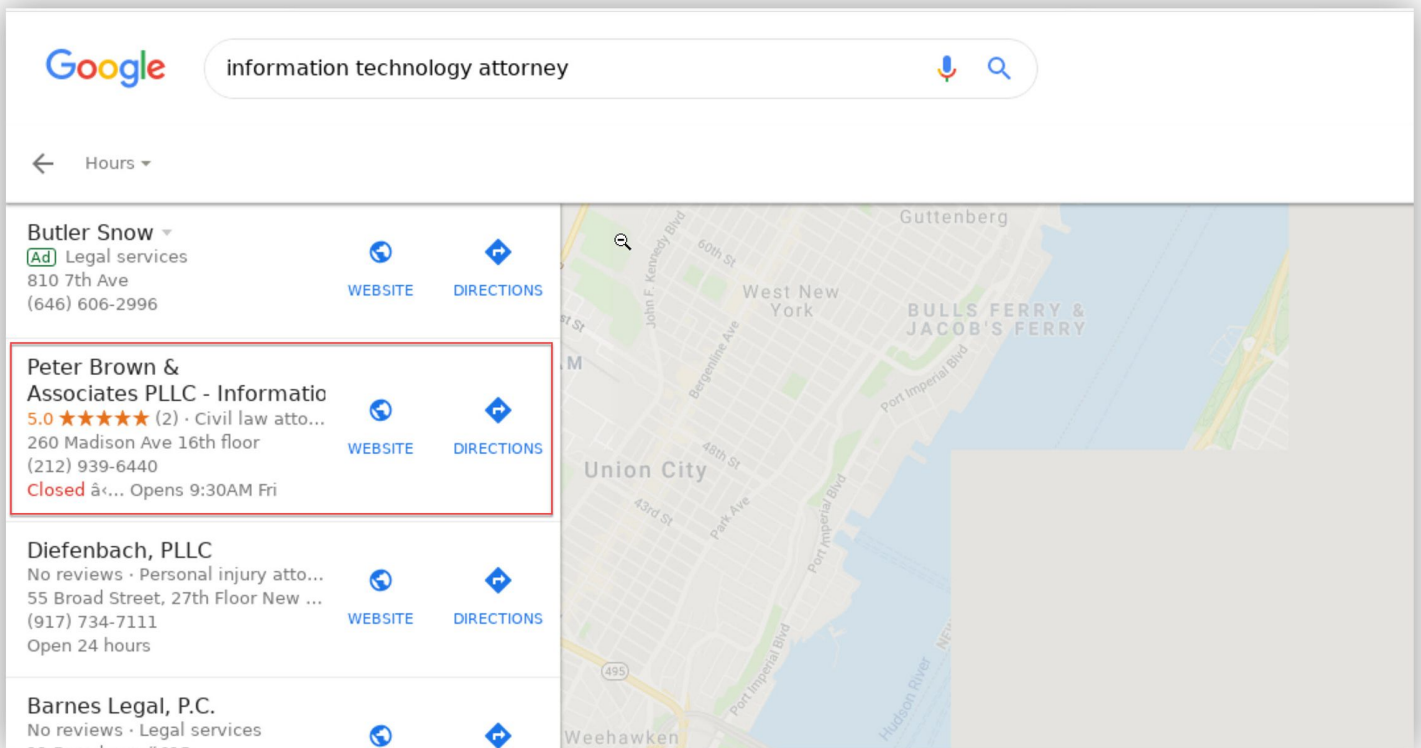 Google
information technology attorney
Hours
Butler Snow
Ad Legal services
810 7th Ave
(646) 606-2996
WEBSITE
DIRECTIONS
Peter Brown &
Associates PLLC - Informatio
5.0 ★★★★★ (2) · Civil law atto...
260 Madison Ave 16th floor
(212) 939-6440
Closed â‹... Opens 9:30AM Fri
WEBSITE
DIRECTIONS
Diefenbach, PLLC
No reviews · Personal injury atto...
55 Broad Street, 27th Floor New ...
(917) 734-7111
Open 24 hours
WEBSITE
DIRECTIONS
Barnes Legal, P.C.
No reviews · Legal services
Guttenberg
60th St
John F. Kennedy Blvd
West New
York
BULLS FERRY &
JACOB'S FERRY
st St
AM
Bergenline Ave
Port Imperial Blvd
48th St
Union City
43rd St
Park Ave
Port Imperial Blvd
495
Port Imperial Blvd
Hudson River
NEW
Weehawken